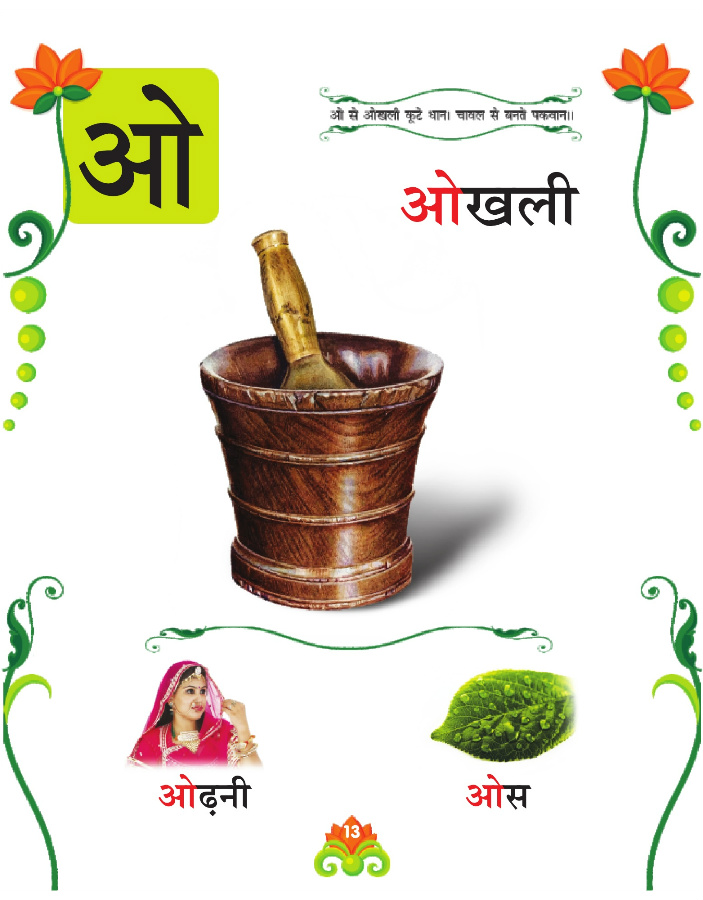 ओ
ओ से ओखली कूटे धान। चावल से बनते पकवान।।
ओखली
ओढ़नी
ओस
13